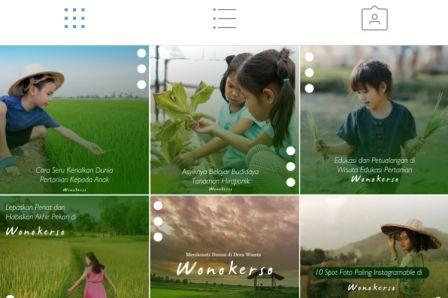 Cara Seru Kenalkan Dunia
Pertanian Kepada Anak
Wonokerso
Asyiknya Belajar Budidaya
Tanaman Hiroponik
Wonokerso
Edukasi dan Petualangan di
Wisata Edukasi Pertanian
Wonokerso
Lepaskan Penat dan
Habiskan Akhir Pekan di
Wonokerso
Menikmati Damai di Desa Wisata
Wonokerso
10 Spot Foto Paling Instagramable di
Wonokerso